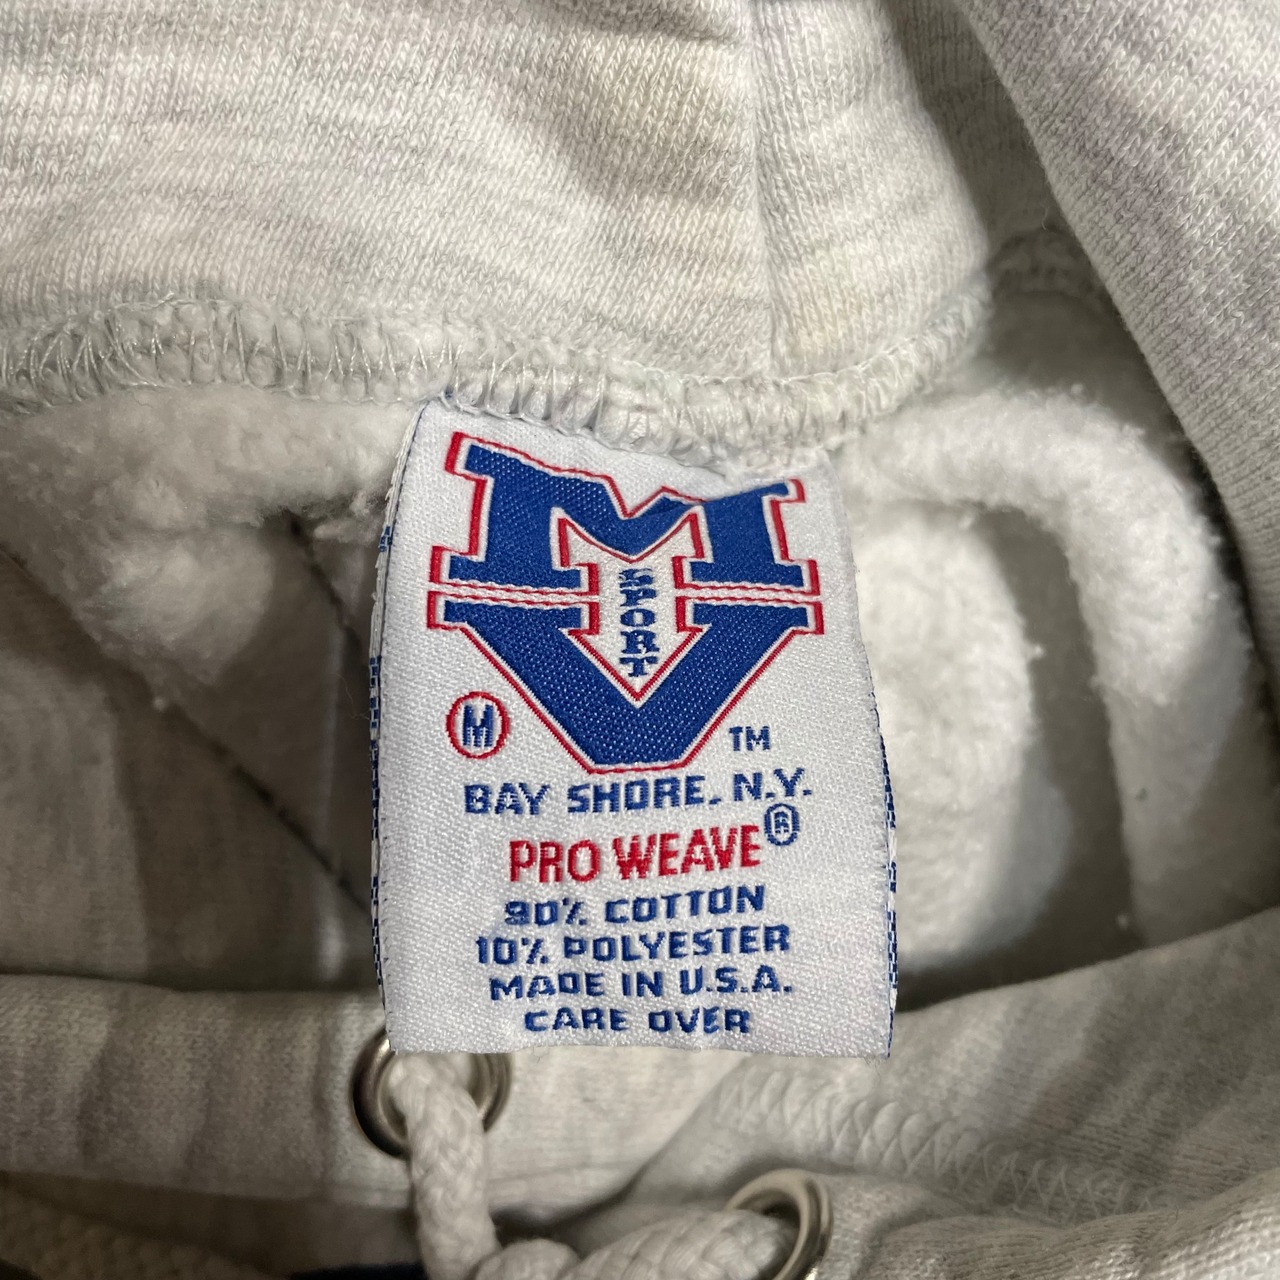 MV
SPORT
M
TM
BAY SHORE, N.Y.
PRO WEAVE®
90% COTTON
10% POLYESTER
MADE IN U.S.A.
CARE OVER